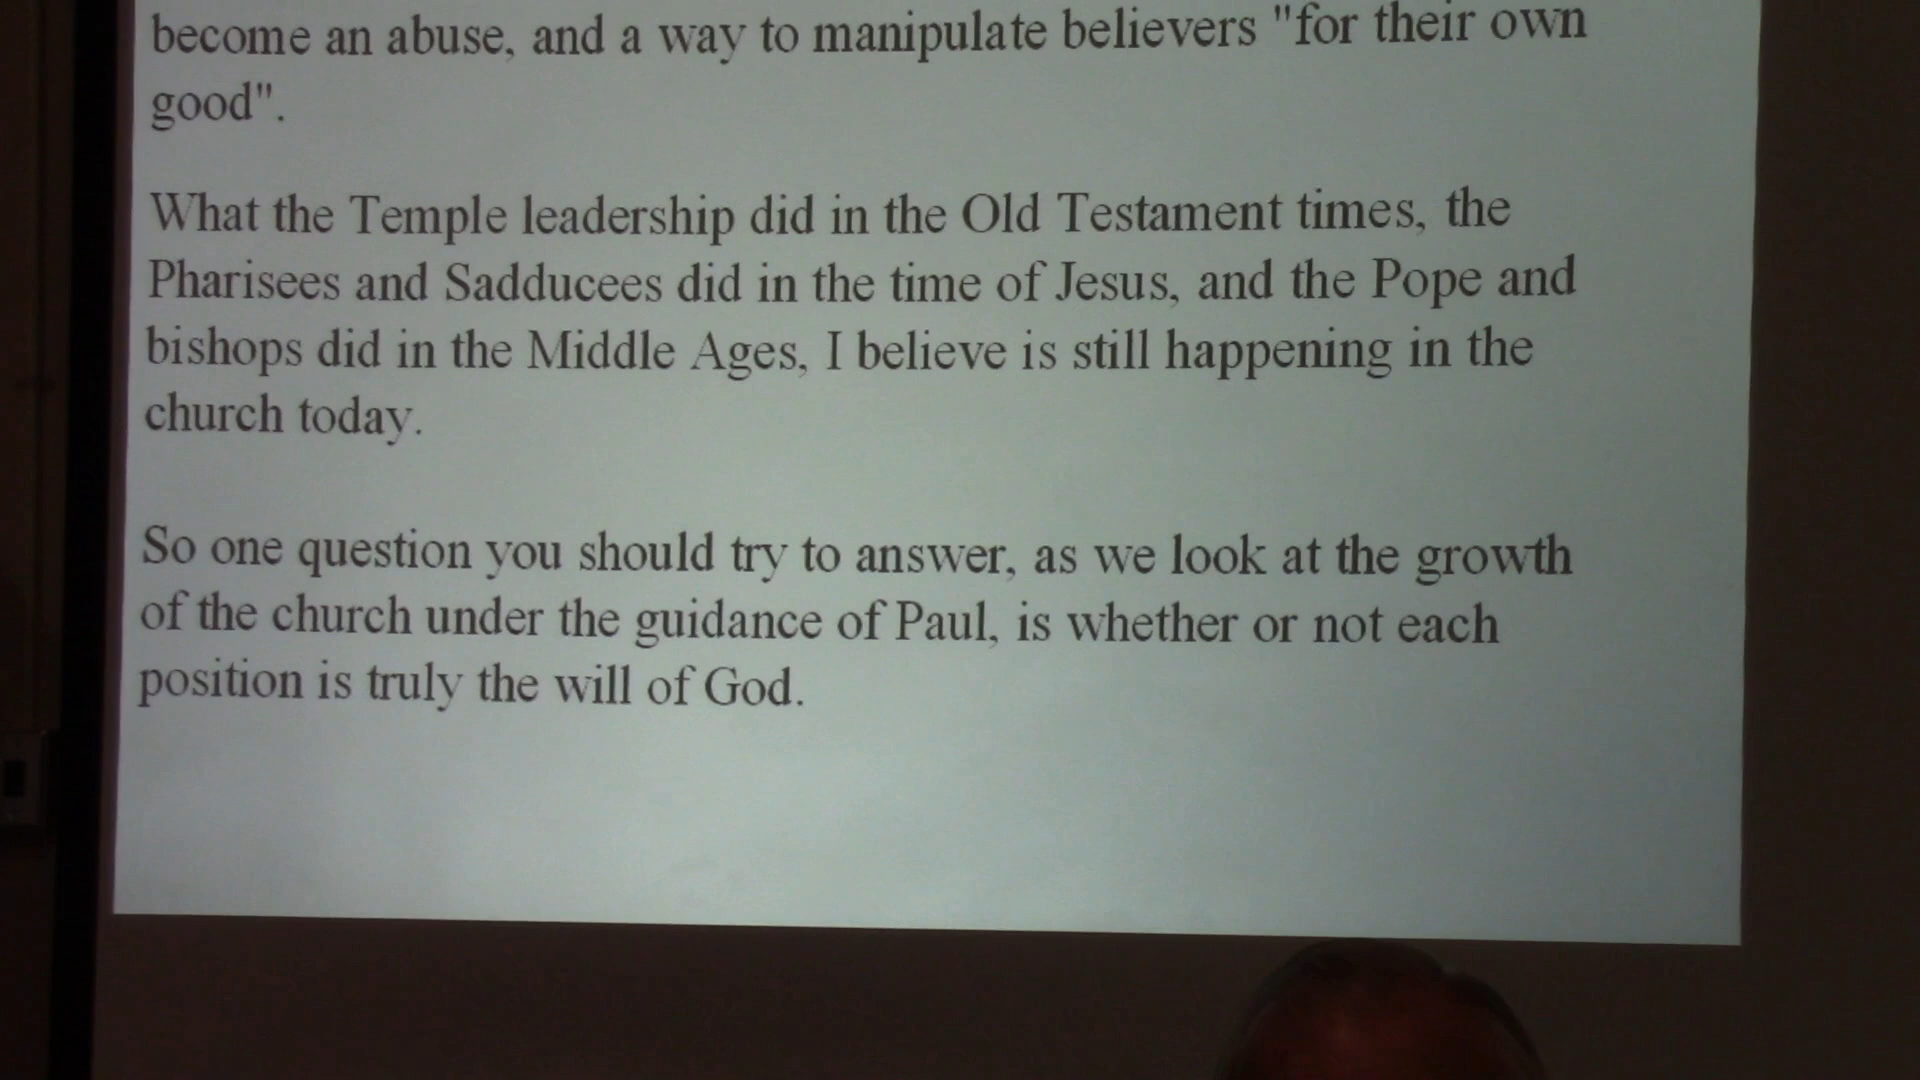 become an abuse, and a way to manipulate believers "for their own
good".
What the Temple leadership did in the Old Testament times, the
Pharisees and Sadducees did in the time of Jesus, and the Pope and
bishops did in the Middle Ages, I believe is still happening in the
church today.
So one question you should try to answer, as we look at the growth
of the church under the guidance of Paul, is whether or not each
position is truly the will of God.